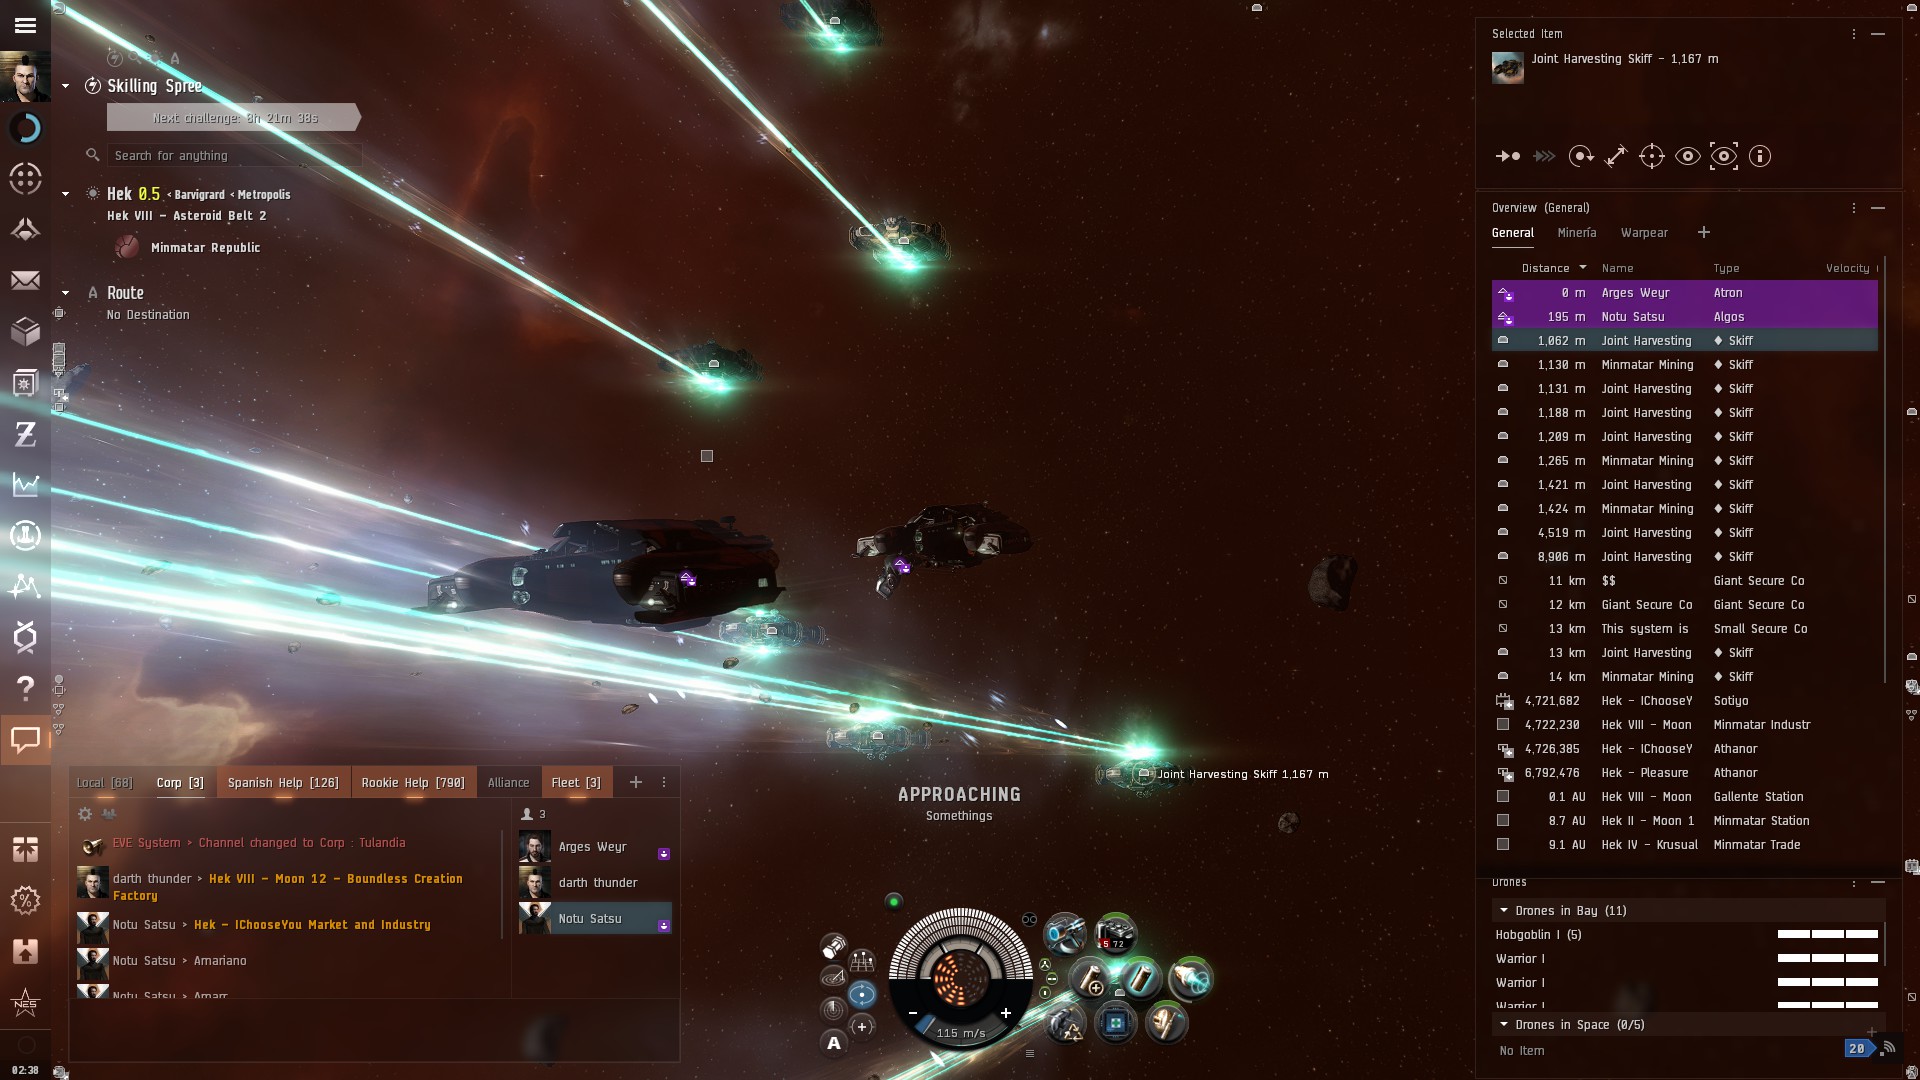 Skilling Spree
Next challenge: 8h 21m 38s
Search for anything
Hek 0.5 < Barvigrard < Metropolis
Hek VIII - Asteroid Belt 2
Minmatar Republic
Route
No Destination
Local [68] Corp [3] Spanish Help [126] Rookie Help [790] Alliance Fleet [3]
EVE System > Channel changed to Corp : Tulandia
darth thunder > Hek VIII - Moon 12 - Boundless Creation
Factory
Notu Satsu > Hek - IChooseYou Market and Industry
Notu Satsu > Amariano
Notu Satsu > Amarr
3
Arges Weyr
darth thunder
Notu Satsu
02:38
NES
APPROACHING
Somethings
Joint Harvesting Skiff 1,167 m
115 m/s
5 72
A
Selected Item
Joint Harvesting Skiff - 1,167 m
Overview (General)
General Minería Warpear
Distance Name Type Velocity
0 m Arges Weyr Atron
195 m Notu Satsu Algos
1,062 m Joint Harvesting Skiff
1,130 m Minmatar Mining Skiff
1,131 m Joint Harvesting Skiff
1,188 m Joint Harvesting Skiff
1,209 m Joint Harvesting Skiff
1,265 m Minmatar Mining Skiff
1,421 m Joint Harvesting Skiff
1,424 m Minmatar Mining Skiff
4,519 m Joint Harvesting Skiff
8,906 m Joint Harvesting Skiff
11 km $$ Giant Secure Co
12 km Giant Secure Co Giant Secure Co
13 km This system is Small Secure Co
13 km Joint Harvesting Skiff
14 km Minmatar Mining Skiff
4,721,682 Hek - IChooseY Sotiyo
4,722,230 Hek VIII - Moon Minmatar Industr
4,726,385 Hek - IChooseY Athanor
6,792,476 Hek - Pleasure Athanor
0.1 AU Hek VIII - Moon Gallente Station
8.7 AU Hek II - Moon 1 Minmatar Station
9.1 AU Hek IV - Krusual Minmatar Trade
Drones
Drones in Bay (11)
Hobgoblin I (5)
Warrior I
Warrior I
Warrior I
Drones in Space (0/5)
No Item
20